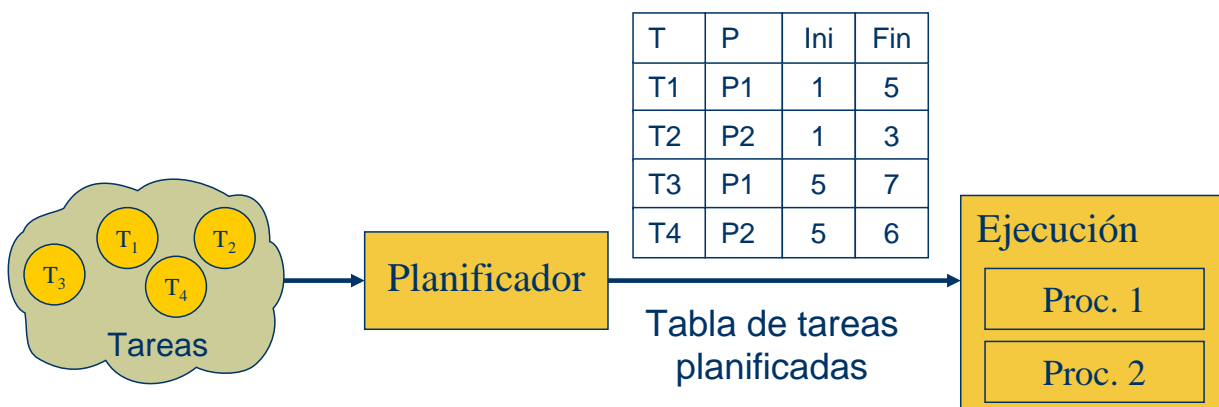 T P Ini Fin
T1 P1 1 5
T2 P2 1 3
T3 P1 5 7
T4 P2 5 6
T1
T2
T3
T4
Tareas
Planificador
Tabla de tareas
planificadas
Ejecución
Proc. 1
Proc. 2